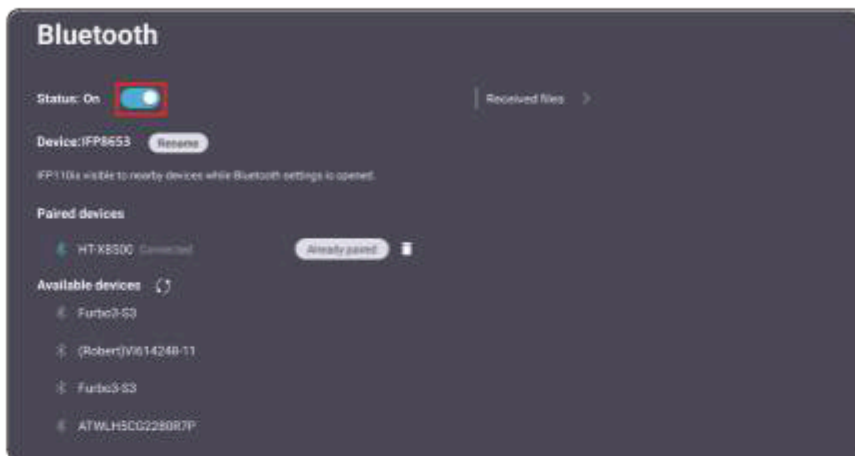 Bluetooth
Status: On
Received files
Device:IFP8653 Rename
IFP110is visible to nearby devices while Bluetooth settings is opened.
Paired devices
HT-X8500 Connected Already paired
Available devices
Furbo3-S3
(Robert)VI614248-11
Furbo3-S3
ATWLH5CG2280R7P